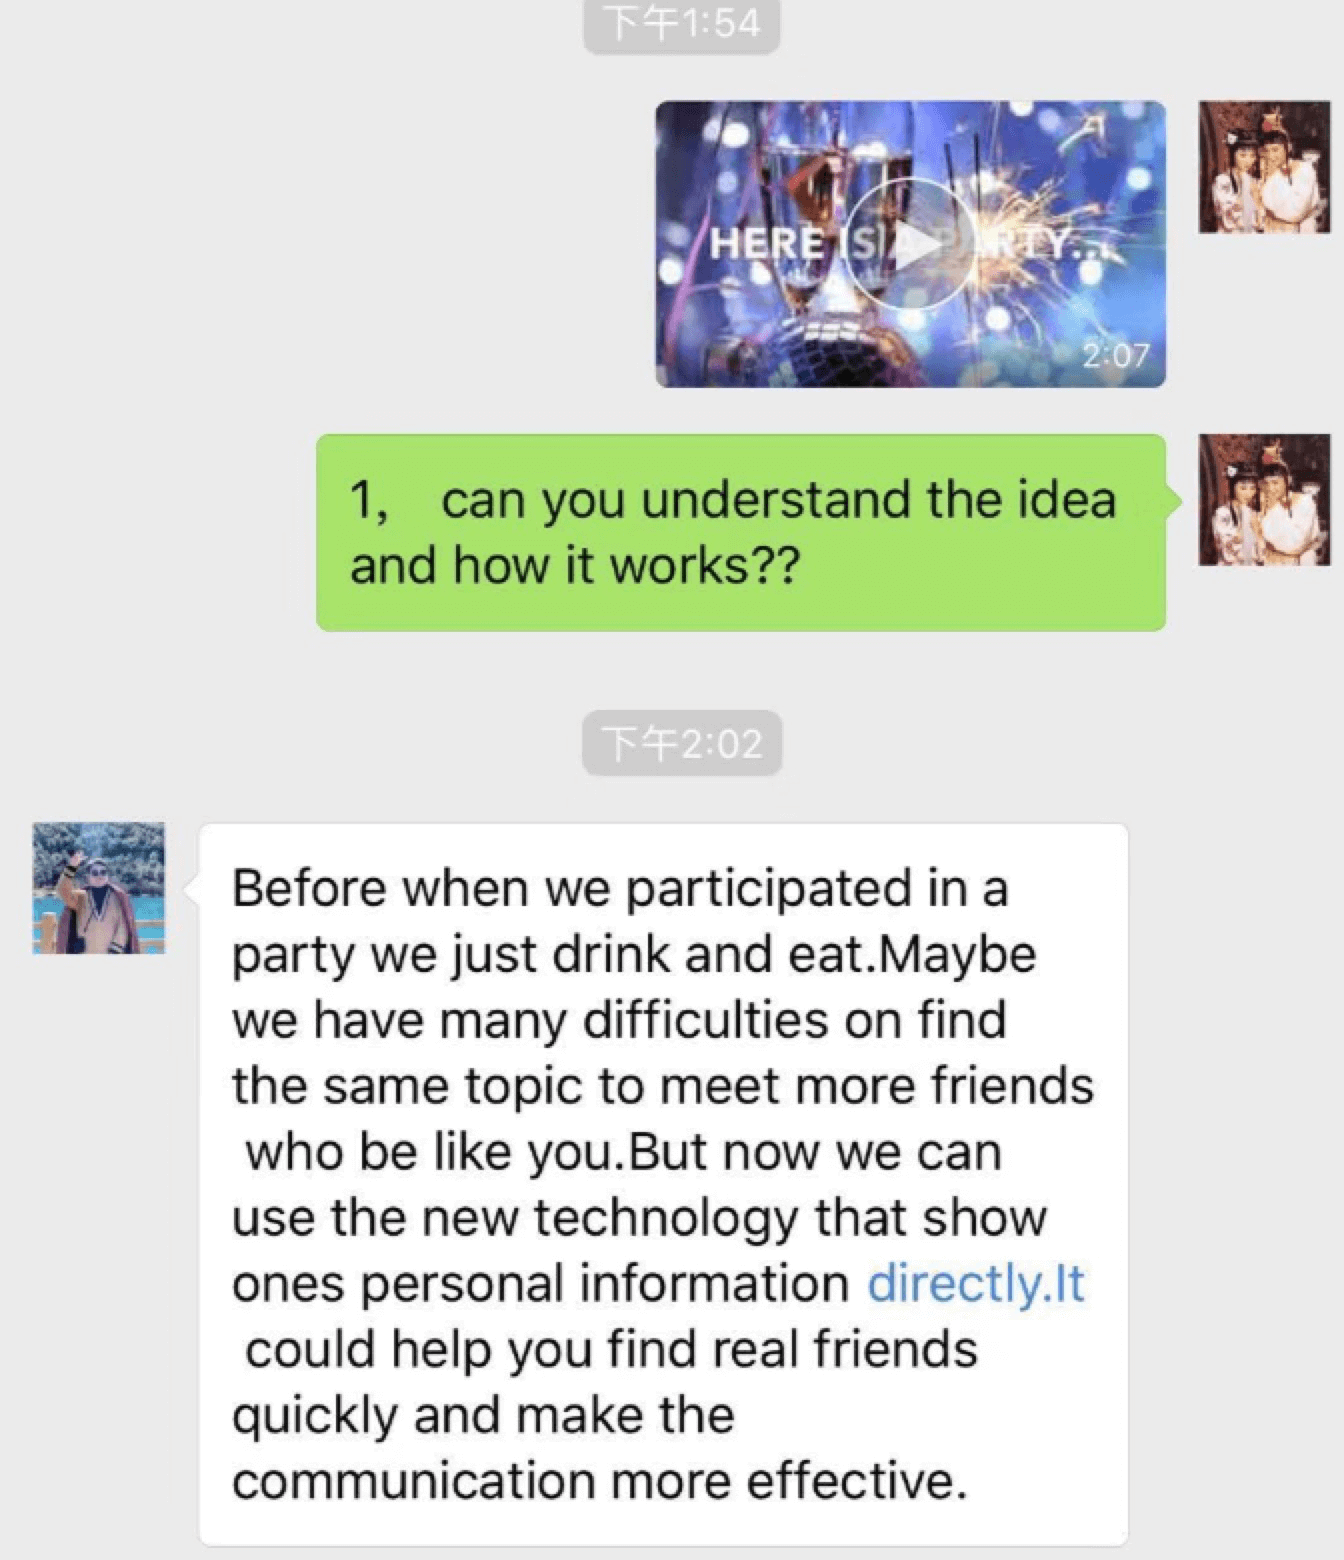 下午1:54
HERE IS A PARTY...
2:07
1,    can you understand the idea
and how it works??
下午2:02
Before when we participated in a
party we just drink and eat.Maybe
we have many difficulties on find
the same topic to meet more friends
who be like you.But now we can
use the new technology that show
ones personal information directly.It
could help you find real friends
quickly and make the
communication more effective.